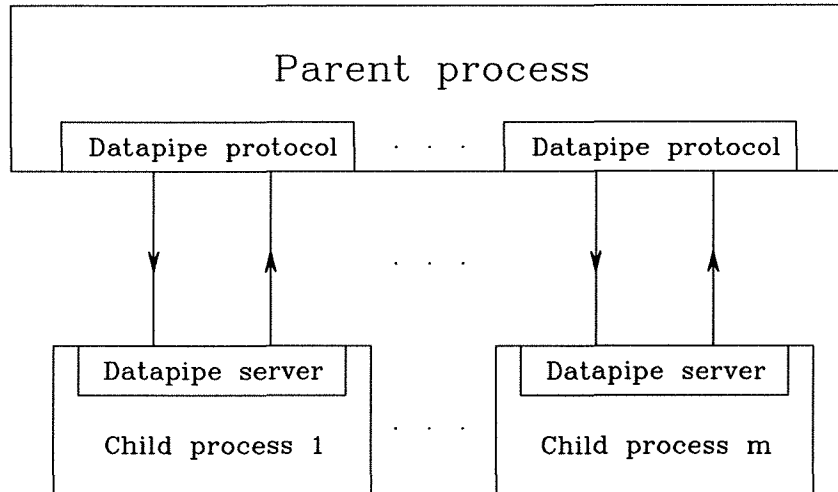 Parent process
Datapipe protocol . . . Datapipe protocol
. . .
Datapipe server Datapipe server
. . .
Child process 1 Child process m